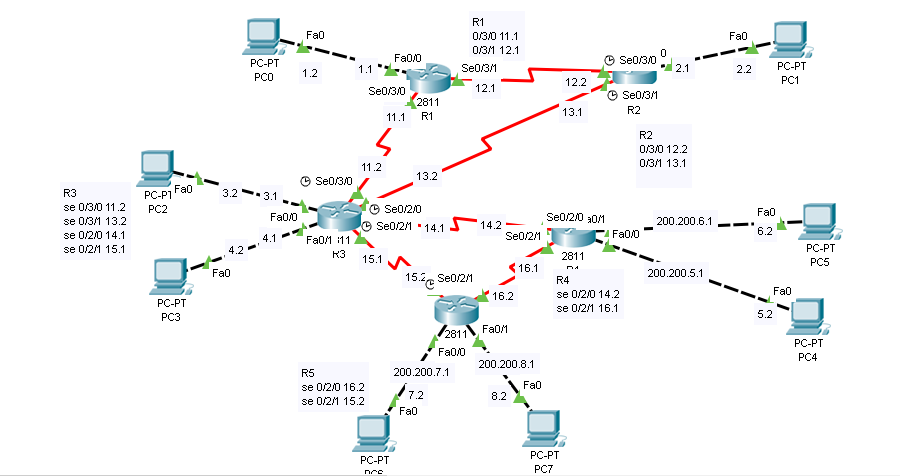 R1
0/3/0 11.1
0/3/1 12.1
Fa0
PC-PT
PC0
1.2
1.1
Fa0/0
Se0/3/1
12.1
Se0/3/0
2811
R1
11.1
Se0/3/0
12.2
Se0/3/1
R2
13.1
0
2.1
Fa0
2.2
PC-PT
PC1
R2
0/3/0 12.2
0/3/1 13.1
11.2
13.2
Se0/3/0
PC-PT
PC2
Fa0
3.2
3.1
Fa0/0
R3
se 0/3/0 11.2
se 0/3/1 13.2
se 0/2/0 14.1
se 0/2/1 15.1
Se0/2/0
Se0/2/1
Fa0/1
R3
14.1
14.2
4.2
4.1
Fa0
PC-PT
PC3
15.1
15.2
Se0/2/1
Se0/2/0
Se0/2/1
Fa0/0
2811
16.1
16.2
200.200.6.1
Fa0
6.2
PC-PT
PC5
200.200.5.1
Fa0
5.2
PC-PT
PC4
R4
se 0/2/0 14.2
se 0/2/1 16.1
2811
Fa0/1
Fa0/0
200.200.7.1
200.200.8.1
R5
se 0/2/0 16.2
se 0/2/1 15.2
7.2
Fa0
8.2
Fa0
PC-PT
PC-PT
PC7